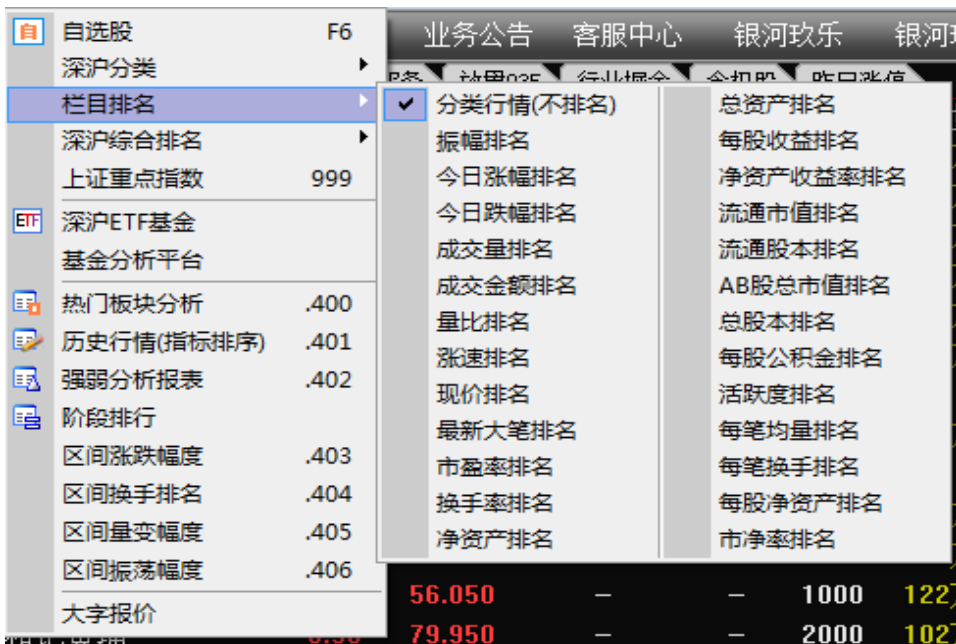 自选股 F6
深沪分类
栏目排名
深沪综合排名
上证重点指数 999
ETF 深沪ETF基金
基金分析平台
热门板块分析 .400
历史行情(指标排序) .401
强弱分析报表 .402
阶段排行
区间涨跌幅度 .403
区间换手排名 .404
区间量变幅度 .405
区间振荡幅度 .406
大字报价
业务公告 客服中心 银河玖乐 银河
分类行情(不排名) 总资产排名
振幅排名 每股收益排名
今日涨幅排名 净资产收益率排名
今日跌幅排名 流通市值排名
成交量排名 流通股本排名
成交金额排名 AB股总市值排名
量比排名 总股本排名
涨速排名 每股公积金排名
现价排名 活跃度排名
最新大笔排名 每笔均量排名
市盈率排名 每笔换手排名
换手率排名 每股净资产排名
净资产排名 市净率排名
56.050 — — 1000 122
79.950 — — 2000 102